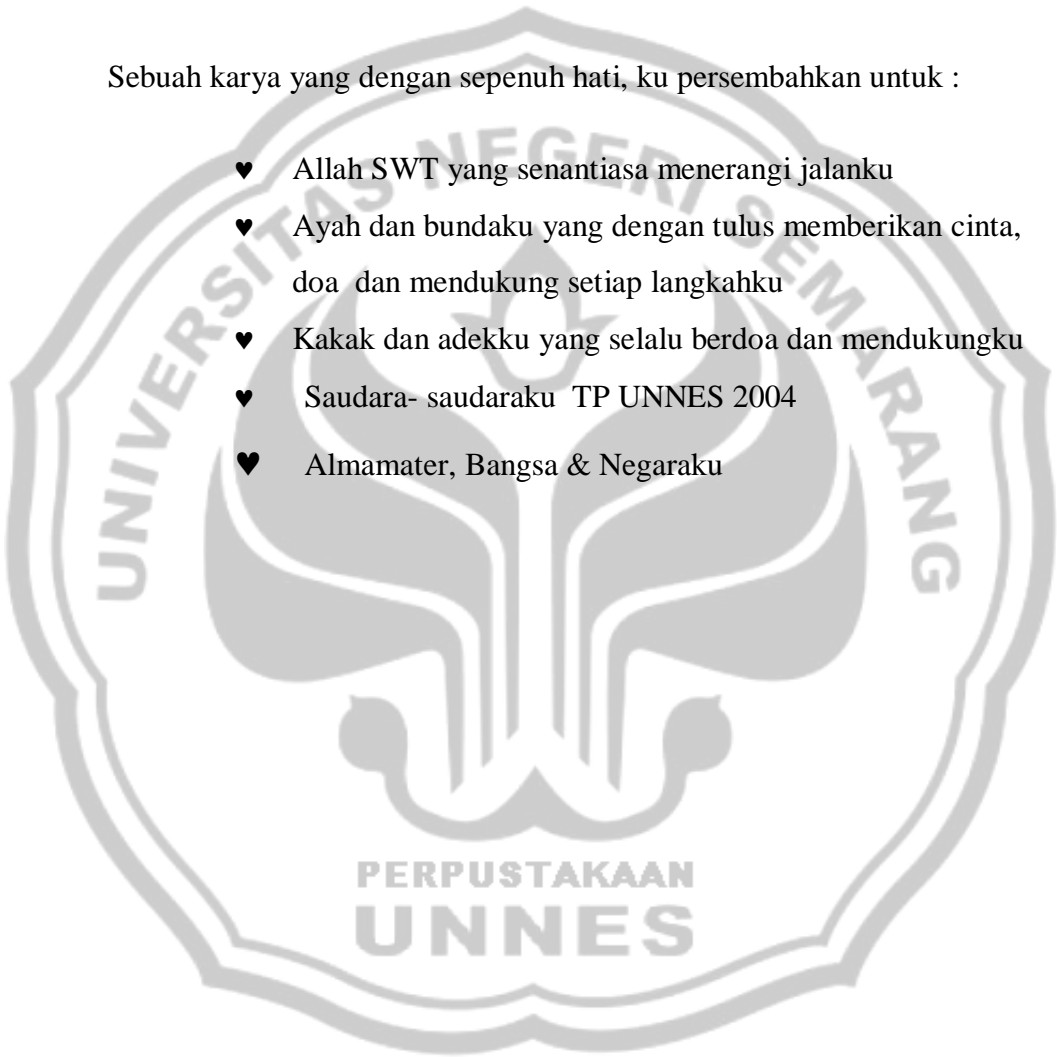 Sebuah karya yang dengan sepenuh hati, ku persembahkan untuk :
♥ Allah SWT yang senantiasa menerangi jalanku
♥ Ayah dan bundaku yang dengan tulus memberikan cinta,
doa dan mendukung setiap langkahku
♥ Kakak dan adekku yang selalu berdoa dan mendukungku
♥ Saudara- saudaraku TP UNNES 2004
♥ Almamater, Bangsa & Negaraku
UNIVERSITAS NEGERI SEMARANG
PERPUSTAKAAN
UNNES